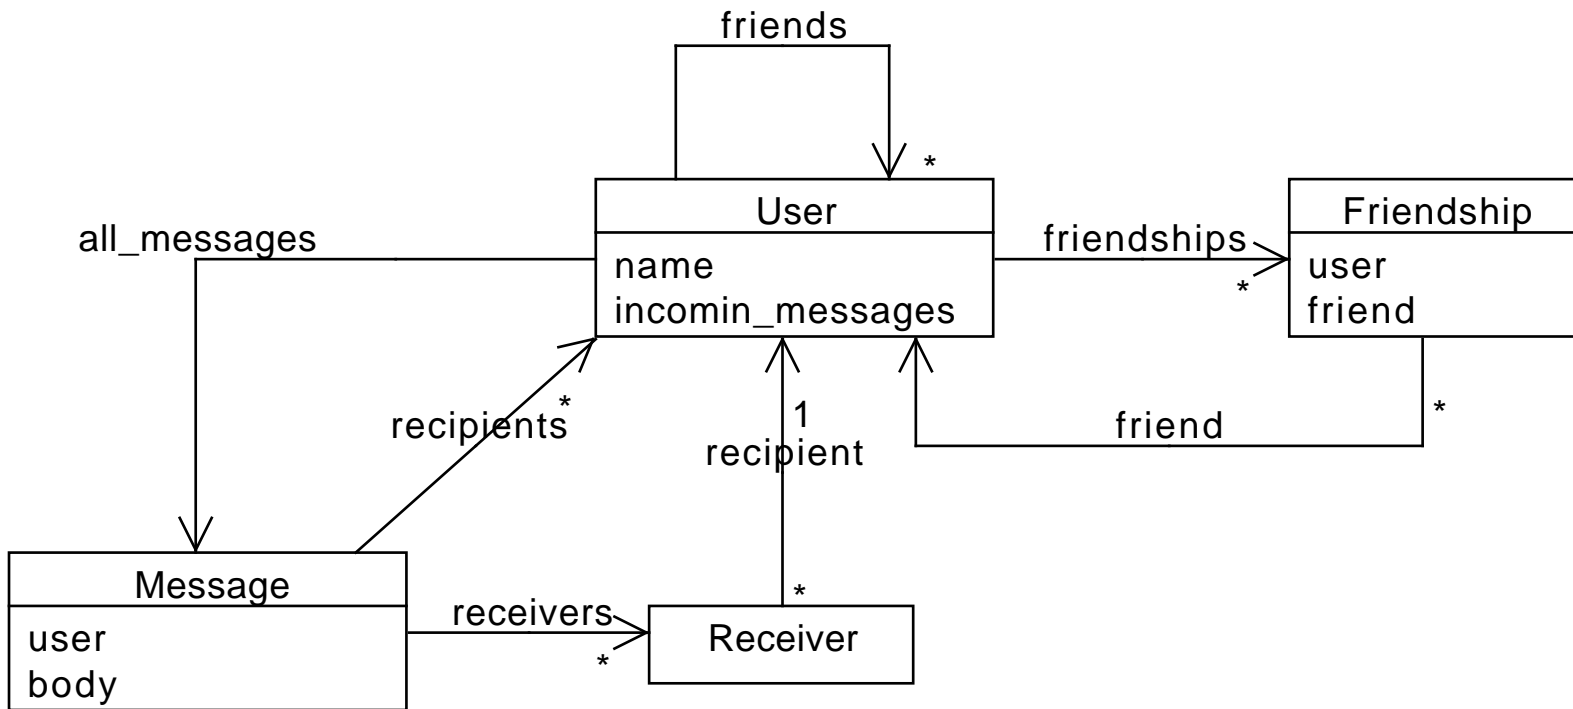 friends
*
User
Friendship
all_messages
friendships
name
user
*
incomin_messages
friend
*
1
*
recipients
friend
recipient
Message
*
receivers
user
Receiver
*
body